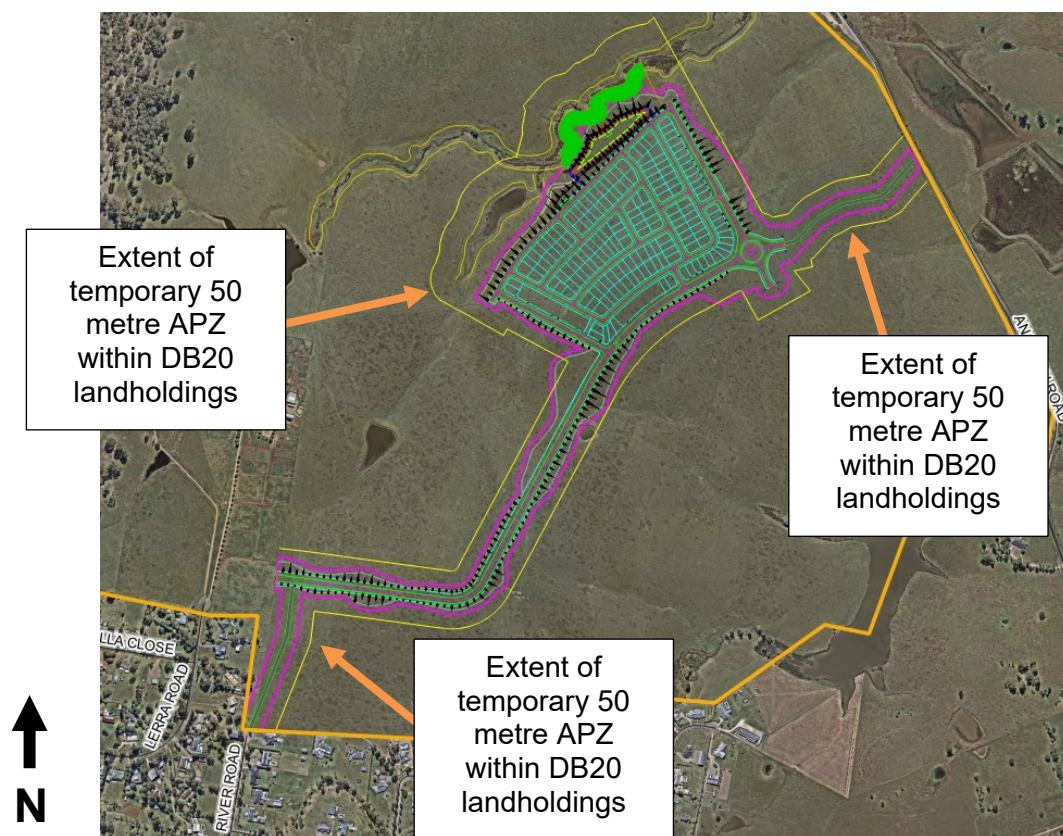 Extent of
temporary 50
metre APZ
within DB20
landholdings
Extent of
temporary 50
metre APZ
within DB20
landholdings
LLA CLOSE
LERRA ROAD
RIVER ROAD
Extent of
temporary 50
metre APZ
within DB20
landholdings
N